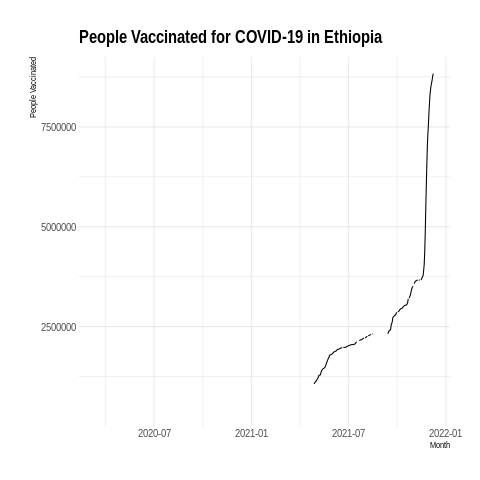 People Vaccinated for COVID-19 in Ethiopia
People Vaccinated
7500000
5000000
2500000
2020-07
2021-01
2021-07
2022-01
Month